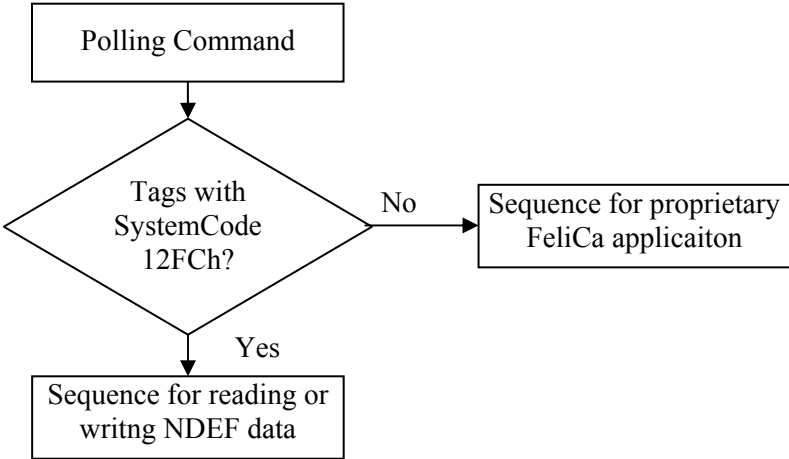 Polling Command
Tags with
SystemCode
12FCh?
No
Sequence for proprietary
FeliCa applicaiton
Yes
Sequence for reading or
writng NDEF data